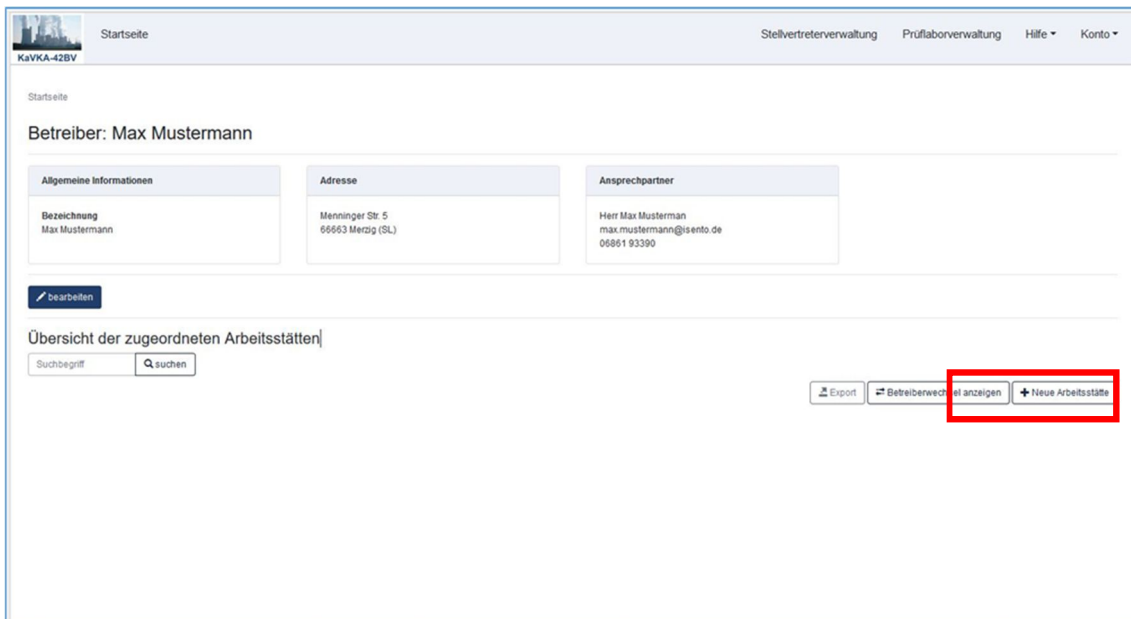 KaVKA-42BV
Startseite
Stellvertreterverwaltung
Prüflaborverwaltung
Hilfe
Konto
Startseite
Betreiber: Max Mustermann
Allgemeine Informationen
Bezeichnung
Max Mustermann
Adresse
Menninger Str. 5
66663 Merzig (SL)
Ansprechpartner
Herr Max Musterman
max.mustermann@isento.de
06861 93390
bearbeiten
Übersicht der zugeordneten Arbeitsstätten
Suchbegriff
suchen
Export
Betreiberwechsel anzeigen
Neue Arbeitsstätte